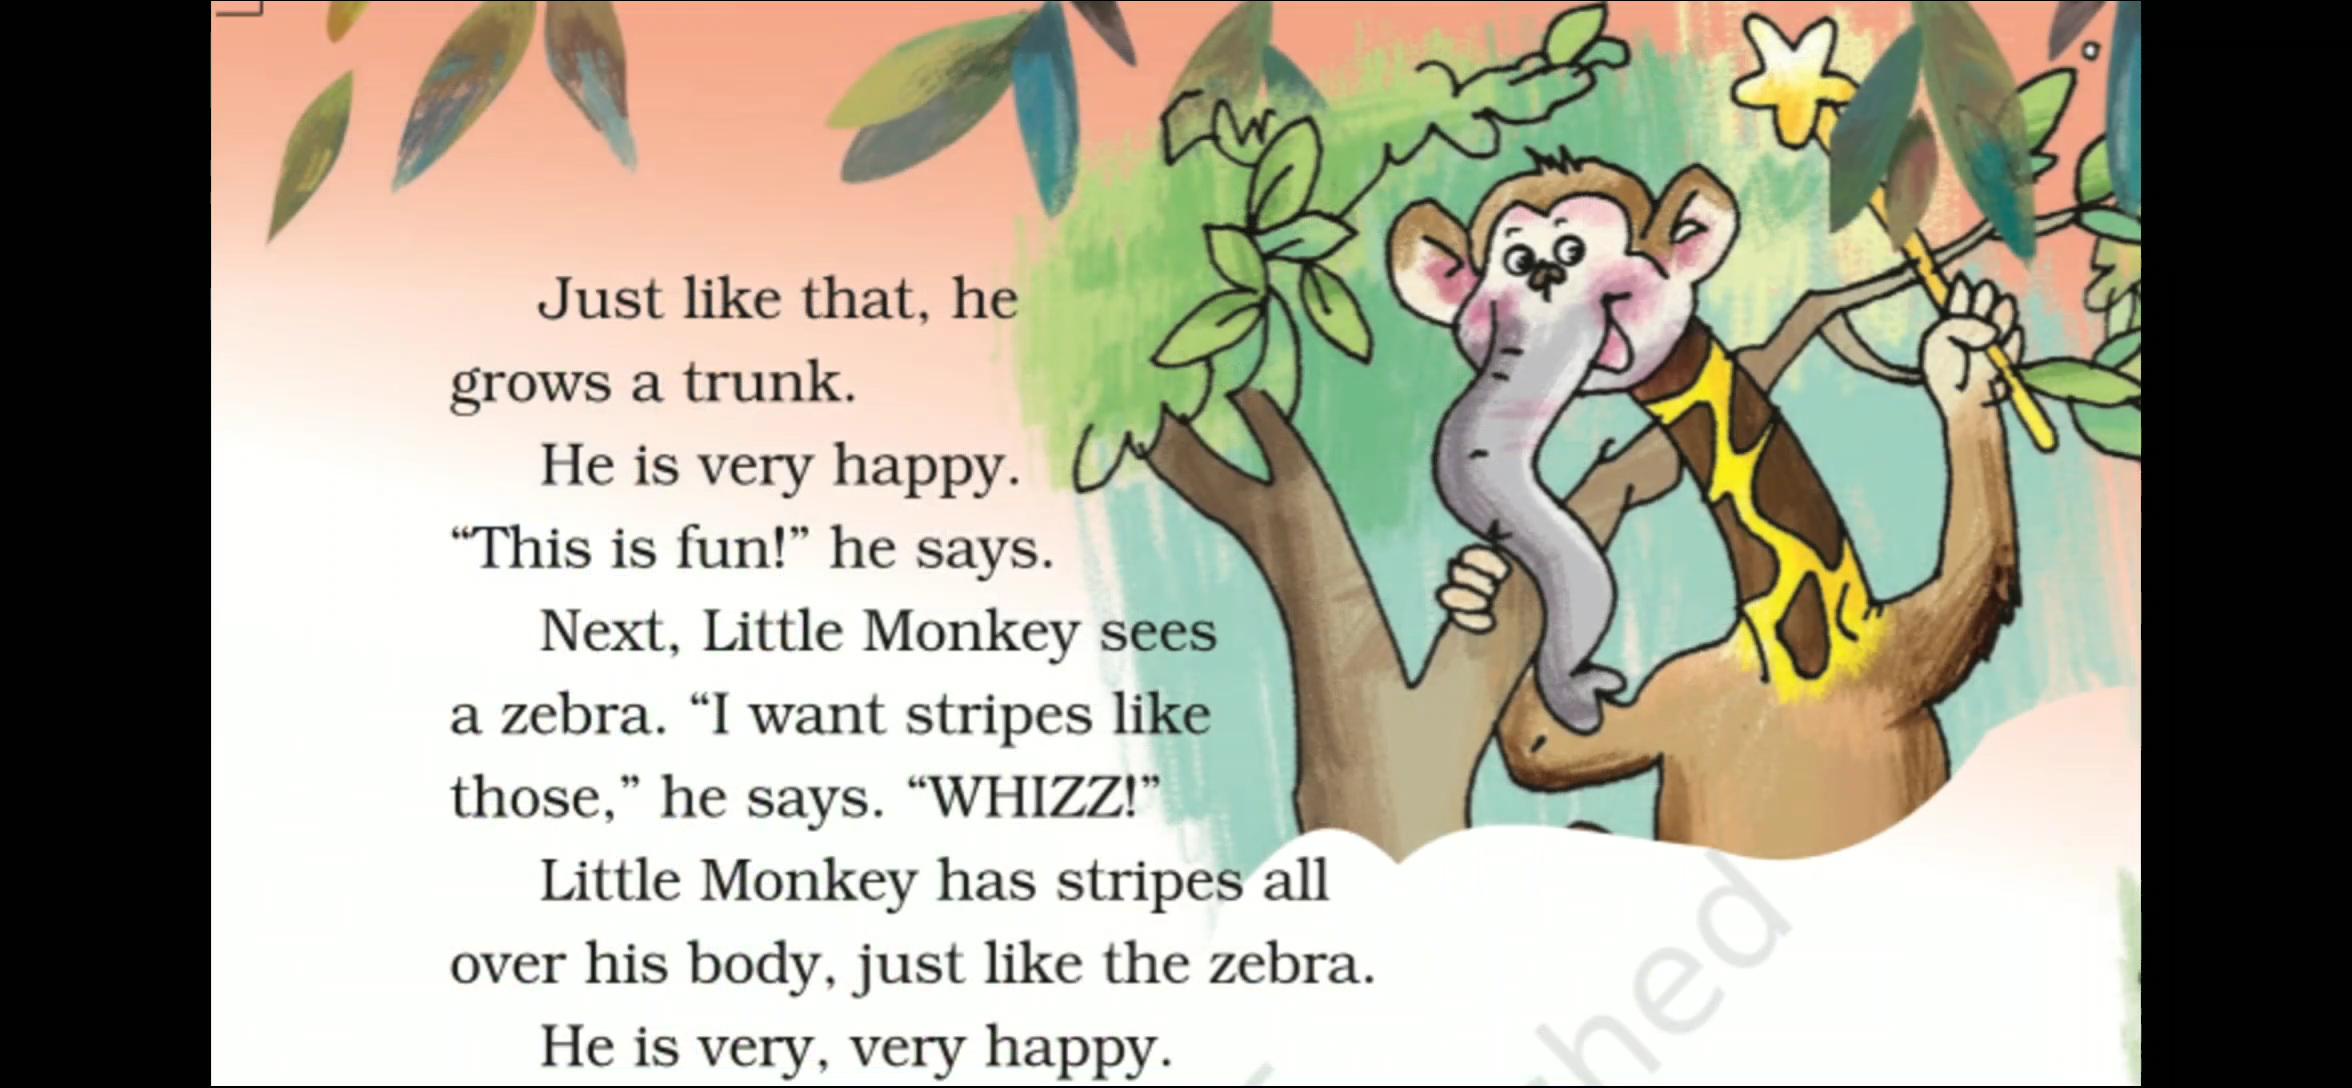 Just like that, he
grows a trunk.
He is very happy.
“This is fun!” he says.
Next, Little Monkey sees
a zebra. “I want stripes like
those,” he says. “WHIZZ!”
Little Monkey has stripes all
over his body, just like the zebra.
He is very, very happy.